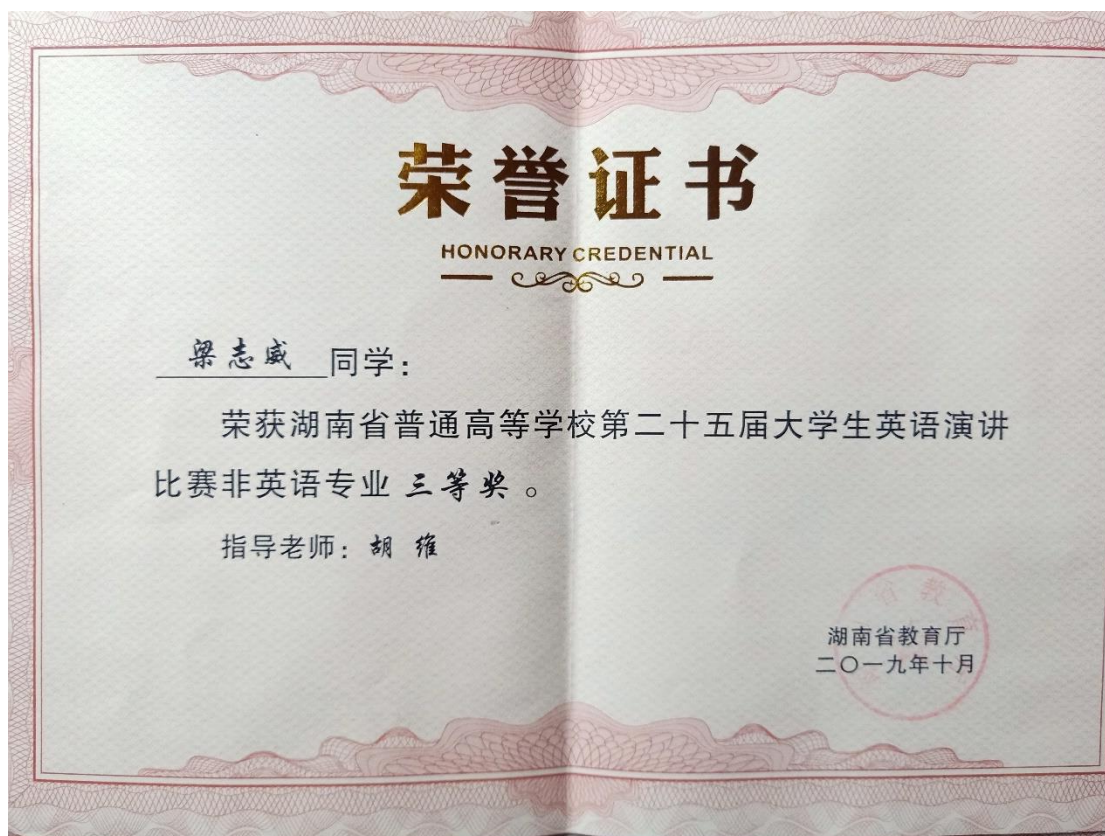 荣誉证书
HONORARY CREDENTIAL
梁志威 同学：
荣获湖南省普通高等学校第二十五届大学生英语演讲
比赛非英语专业 三等奖 。
指导老师：胡 维
湖南省教育厅
二〇一九年十月